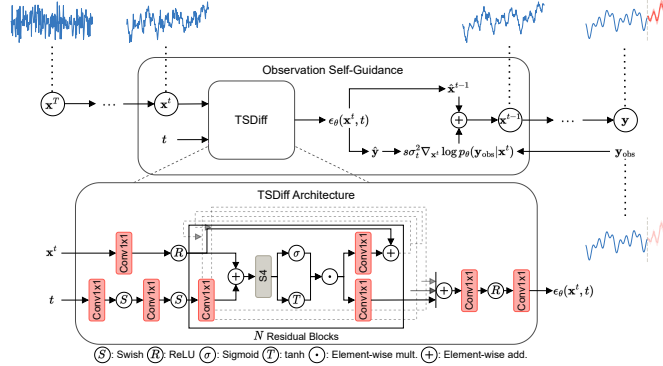 Observation Self-Guidance
x^T
...
x^t
t
TSDiff
ϵ_θ(x^t, t)
x̂^{t−1}
+
x^{t−1}
...
y
ŷ
sσ_t^2∇_{x^t} log p_θ(y_obs|x^t)
y_obs
TSDiff Architecture
x^t
Conv1x1
R
t
Conv1x1
S
Conv1x1
S
Conv1x1
+
S4
σ
T
·
Conv1x1
Conv1x1
+
+
Conv1x1
R
Conv1x1
ϵ_θ(x^t, t)
N Residual Blocks
S: Swish R: ReLU σ: Sigmoid T: tanh ·: Element-wise mult. +: Element-wise add.